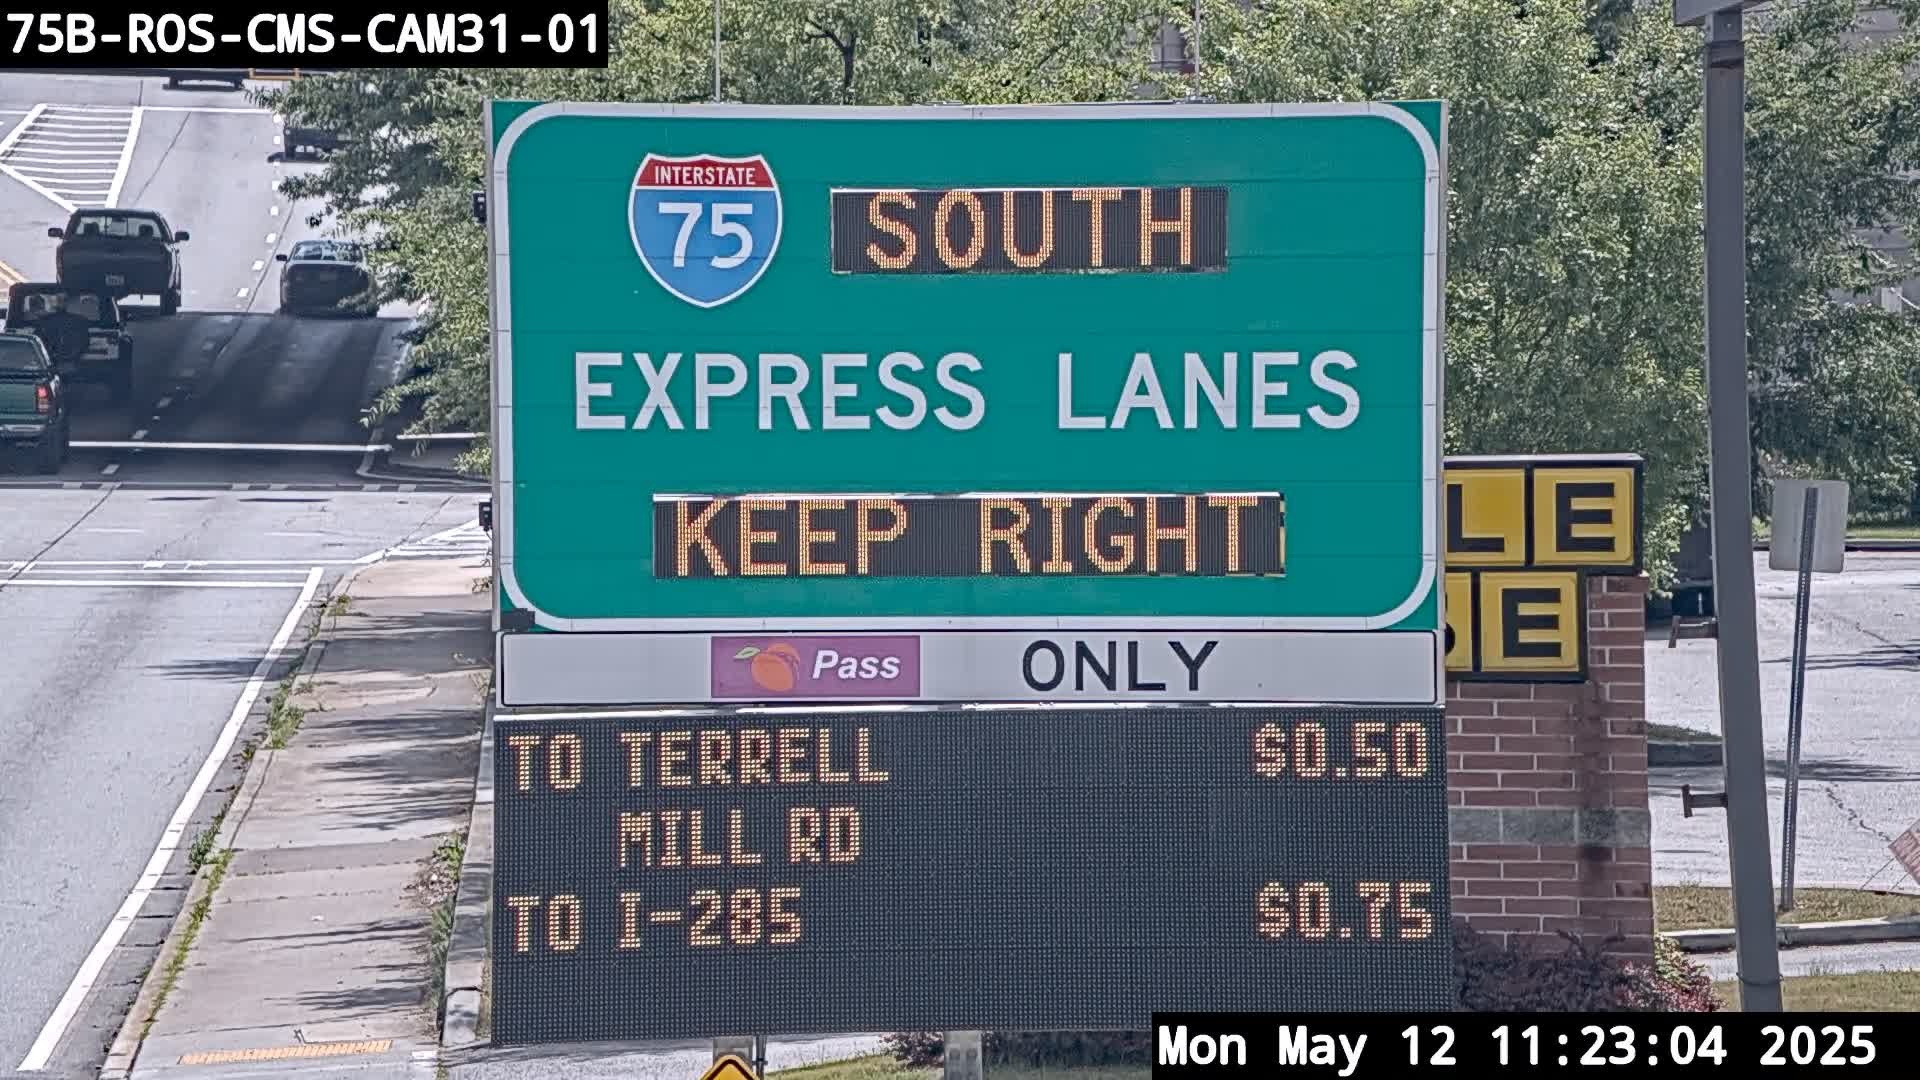 75B-ROS-CMS-CAM31-01
INTERSTATE
75
SOUTH
EXPRESS LANES
KEEP RIGHT
Pass ONLY
TO TERRELL $0.50
MILL RD
TO I-285 $0.75
LE
E
Mon May 12 11:23:04 2025